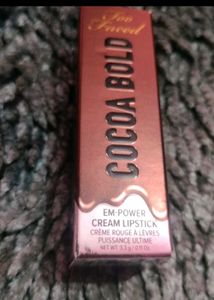 Too
Faced
COCOA BOLD
EM-POWER
CREAM LIPSTICK
CRÈME ROUGE À LÈVRES
PUISSANCE ULTIME
NET WT. 3.3 g / 0.11 Oz.